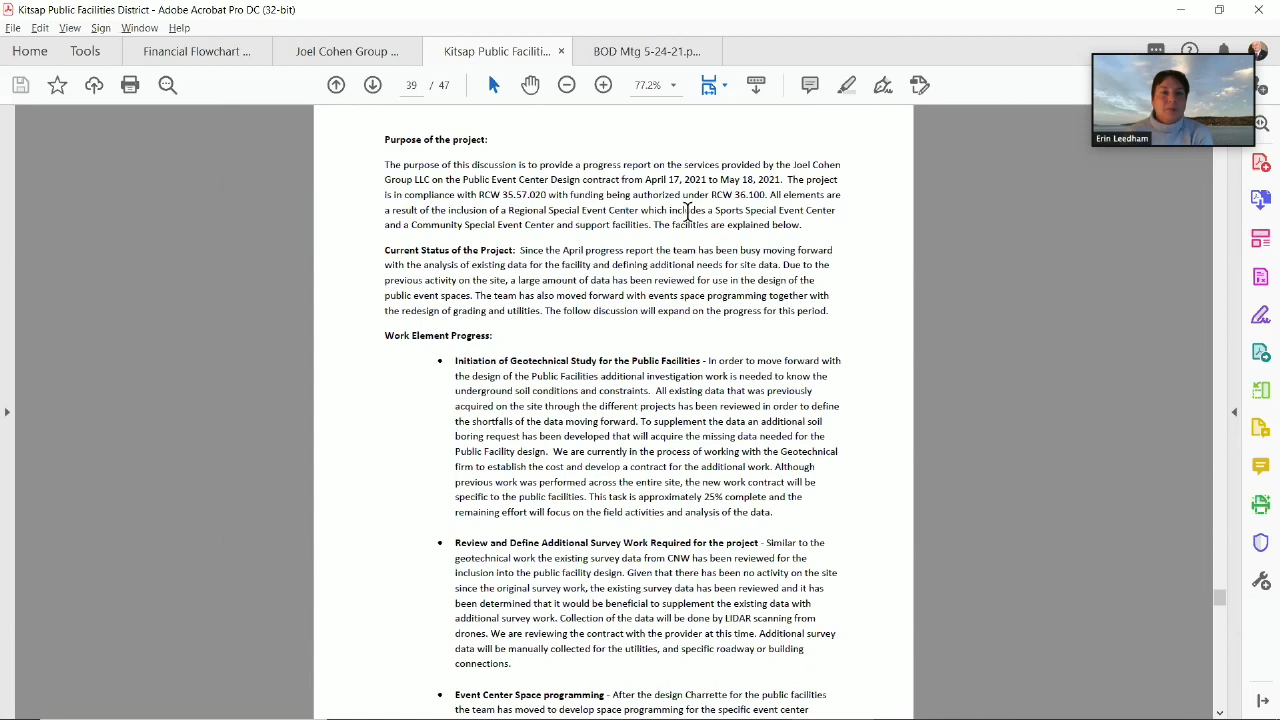 Kitsap Public Facilities District - Adobe Acrobat Pro DC (32-bit)
File Edit View Sign Window Help
Home Tools Financial Flowchart ... Joel Cohen Group ... Kitsap Public Faciliti... × BOD Mtg 5-24-21.p...
39 / 47 77.2%
Erin Leedham
Purpose of the project:
The purpose of this discussion is to provide a progress report on the services provided by the Joel Cohen
Group LLC on the Public Event Center Design contract from April 17, 2021 to May 18, 2021. The project
is in compliance with RCW 35.57.020 with funding being authorized under RCW 36.100. All elements are
a result of the inclusion of a Regional Special Event Center which includes a Sports Special Event Center
and a Community Special Event Center and support facilities. The facilities are explained below.
Current Status of the Project: Since the April progress report the team has been busy moving forward
with the analysis of existing data for the facility and defining additional needs for site data. Due to the
previous activity on the site, a large amount of data has been reviewed for use in the design of the
public event spaces. The team has also moved forward with events space programming together with
the redesign of grading and utilities. The follow discussion will expand on the progress for this period.
Work Element Progress:
• Initiation of Geotechnical Study for the Public Facilities - In order to move forward with
the design of the Public Facilities additional investigation work is needed to know the
underground soil conditions and constraints. All existing data that was previously
acquired on the site through the different projects has been reviewed in order to define
the shortfalls of the data moving forward. To supplement the data an additional soil
boring request has been developed that will acquire the missing data needed for the
Public Facility design. We are currently in the process of working with the Geotechnical
firm to establish the cost and develop a contract for the additional work. Although
previous work was performed across the entire site, the new work contract will be
specific to the public facilities. This task is approximately 25% complete and the
remaining effort will focus on the field activities and analysis of the data.
• Review and Define Additional Survey Work Required for the project - Similar to the
geotechnical work the existing survey data from CNW has been reviewed for the
inclusion into the public facility design. Given that there has been no activity on the site
since the original survey work, the existing survey data has been reviewed and it has
been determined that it would be beneficial to supplement the existing data with
additional survey work. Collection of the data will be done by LIDAR scanning from
drones. We are reviewing the contract with the provider at this time. Additional survey
data will be manually collected for the utilities, and specific roadway or building
connections.
• Event Center Space programming - After the design Charrette for the public facilities
the team has moved to develop space programming for the specific event center